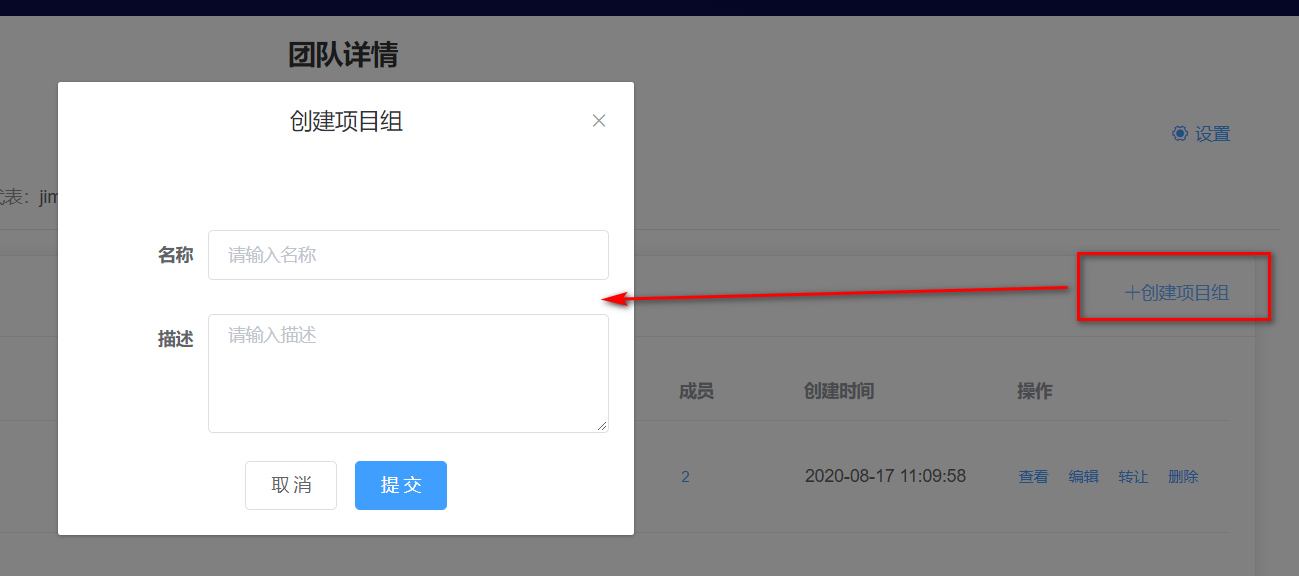 团队详情
创建项目组
设置
代表：jim
名称
请输入名称
+创建项目组
描述
请输入描述
成员
创建时间
操作
取消
提交
2
2020-08-17 11:09:58
查看
编辑
转让
删除